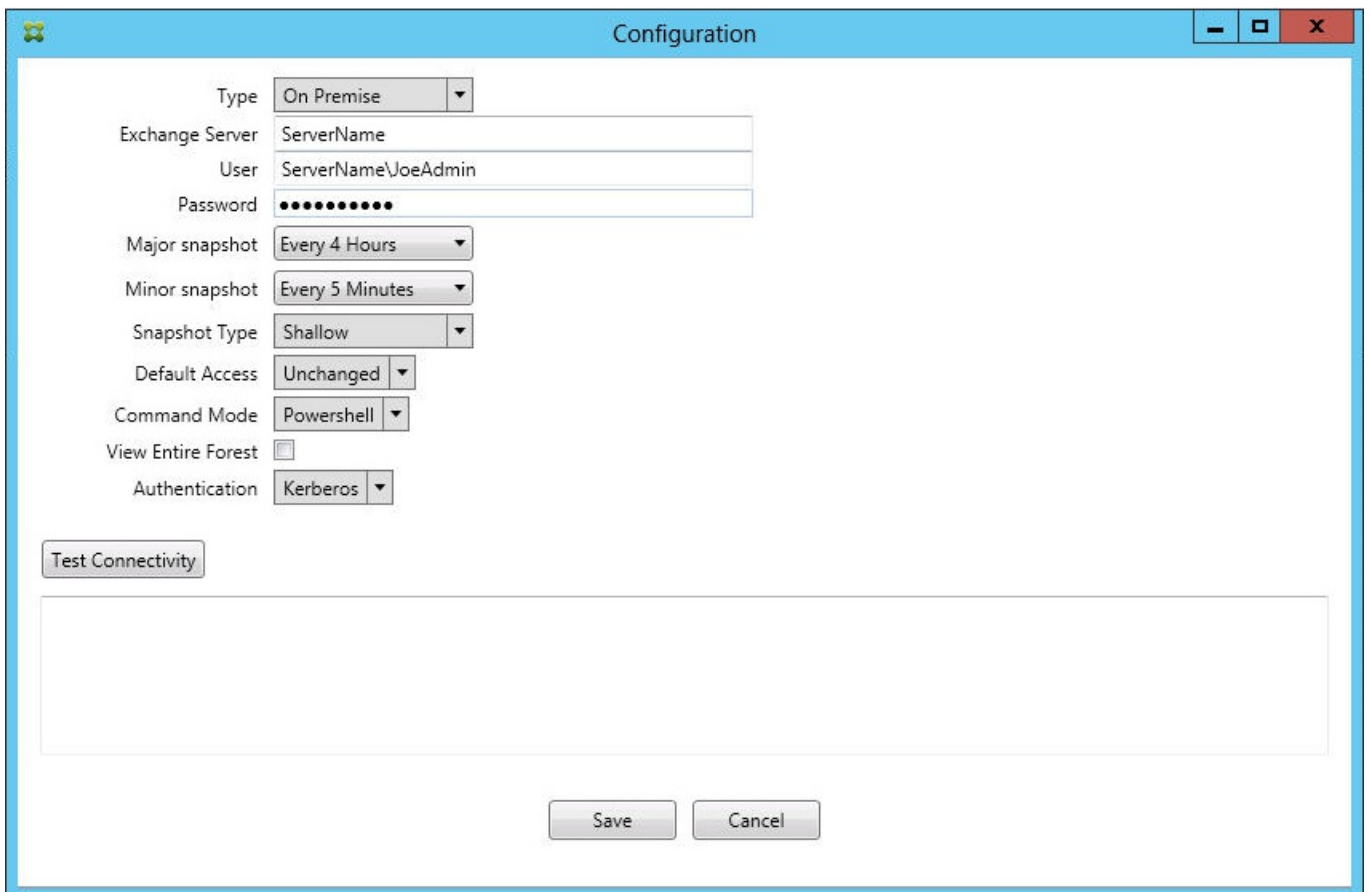 Configuration
Type On Premise
Exchange Server ServerName
User ServerName\JoeAdmin
Password ●●●●●●●●●●
Major snapshot Every 4 Hours
Minor snapshot Every 5 Minutes
Snapshot Type Shallow
Default Access Unchanged
Command Mode Powershell
View Entire Forest
Authentication Kerberos
Test Connectivity
Save Cancel